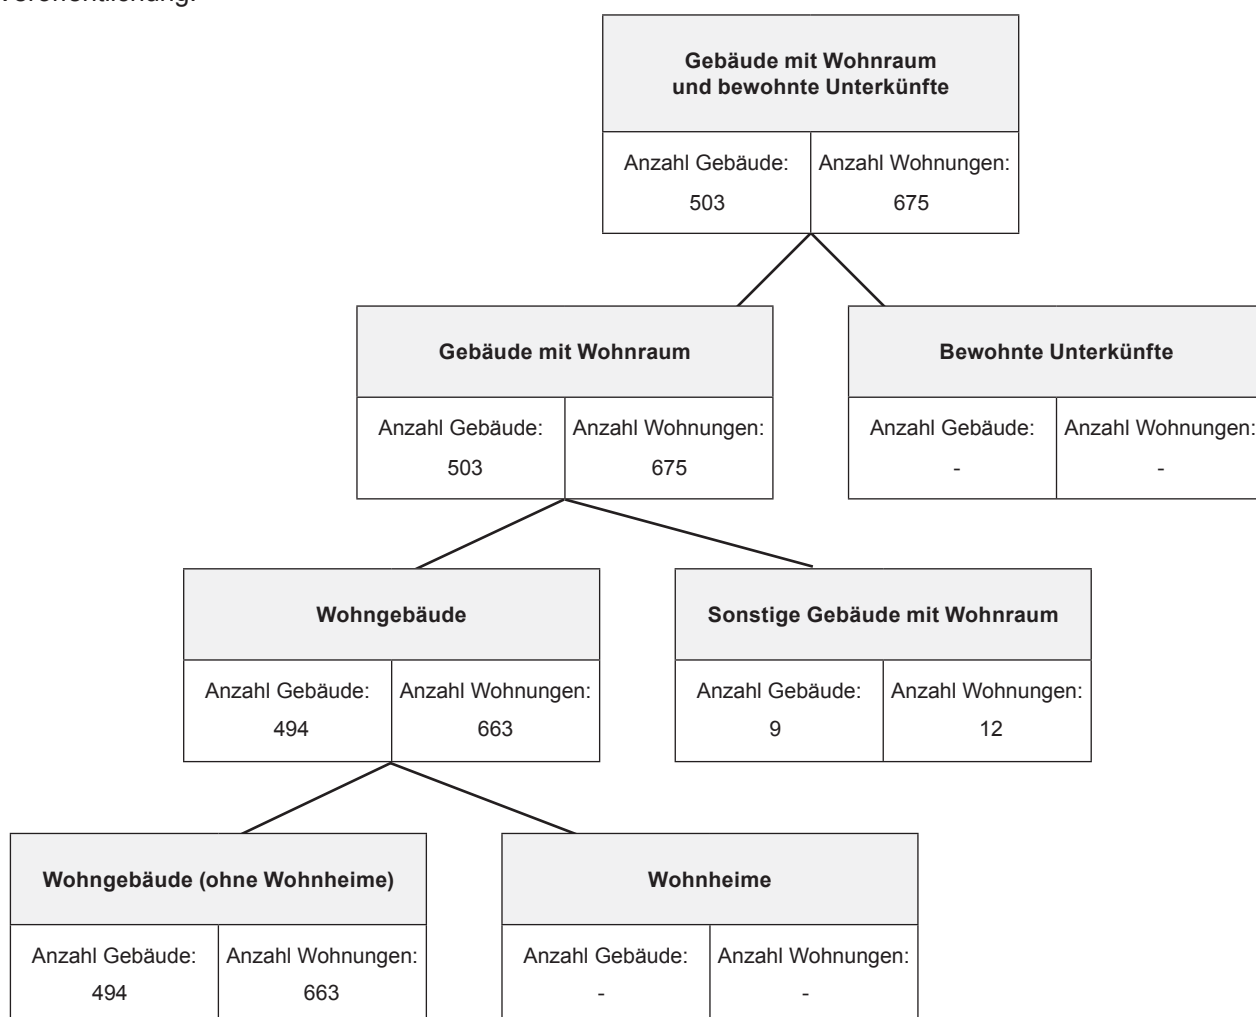 Veröffentlichung.
Gebäude mit Wohnraum
und bewohnte Unterkünfte
Anzahl Gebäude: Anzahl Wohnungen:
503 675
Gebäude mit Wohnraum
Bewohnte Unterkünfte
Anzahl Gebäude: Anzahl Wohnungen:
503 675
Anzahl Gebäude: Anzahl Wohnungen:
- -
Wohngebäude
Sonstige Gebäude mit Wohnraum
Anzahl Gebäude: Anzahl Wohnungen:
494 663
Anzahl Gebäude: Anzahl Wohnungen:
9 12
Wohngebäude (ohne Wohnheime)
Wohnheime
Anzahl Gebäude: Anzahl Wohnungen:
494 663
Anzahl Gebäude: Anzahl Wohnungen:
- -